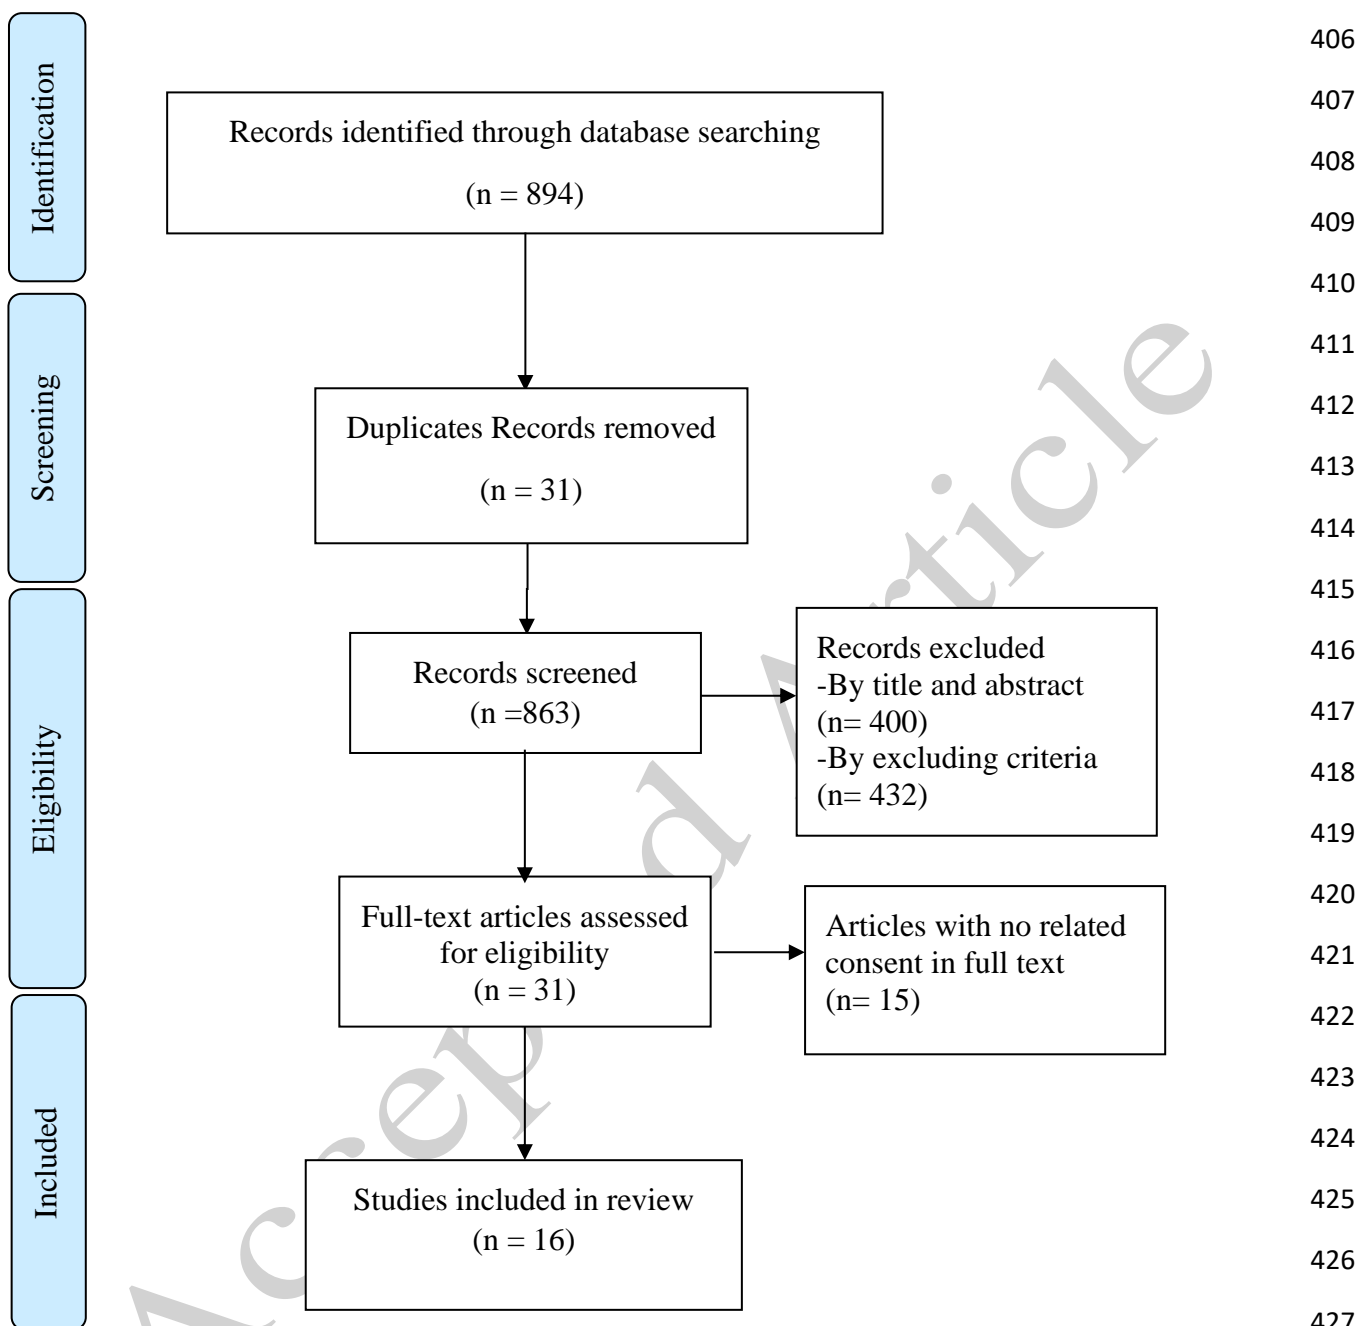 Identification
Records identified through database searching
(n = 894)
Screening
Duplicates Records removed
(n = 31)
Eligibility
Records screened
(n =863)
Records excluded
-By title and abstract
(n= 400)
-By excluding criteria
(n= 432)
Full-text articles assessed
for eligibility
(n = 31)
Articles with no related
consent in full text
(n= 15)
Included
Studies included in review
(n = 16)
406
407
408
409
410
411
412
413
414
415
416
417
418
419
420
421
422
423
424
425
426
427
Accepted Article